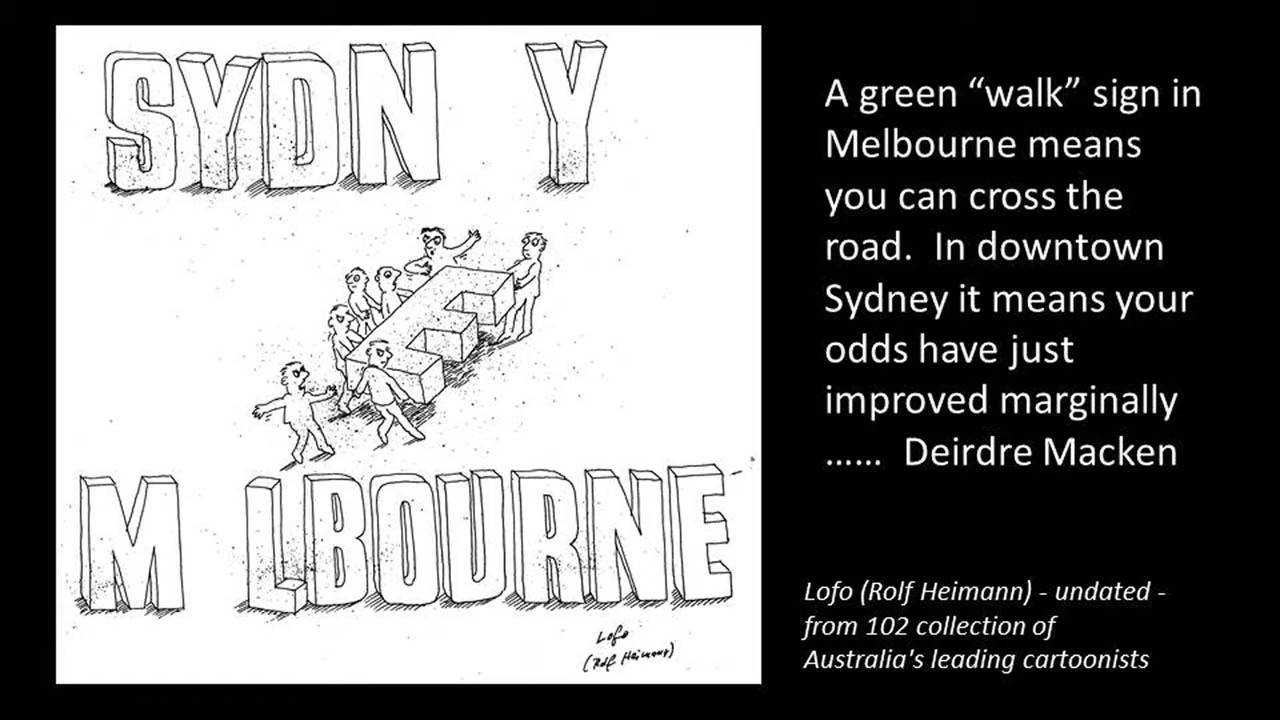 SYDN Y
E
M LBOURNE
Lofo
(Rolf Heimann)
A green “walk” sign in
Melbourne means
you can cross the
road.  In downtown
Sydney it means your
odds have just
improved marginally
……  Deirdre Macken
Lofo (Rolf Heimann) - undated -
from 102 collection of
Australia's leading cartoonists